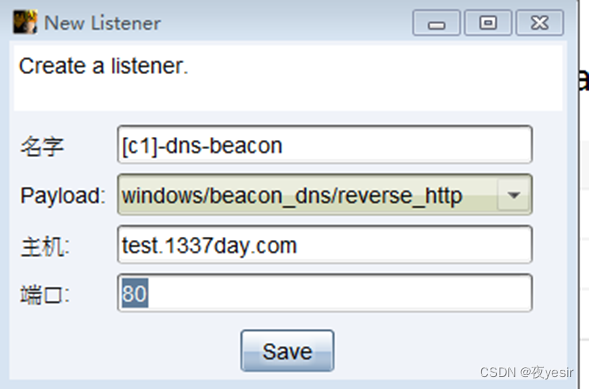 New Listener
Create a listener.
名字 [c1]-dns-beacon
Payload: windows/beacon_dns/reverse_http
主机: test.1337day.com
端口: 80
Save
CSDN @夜yesir